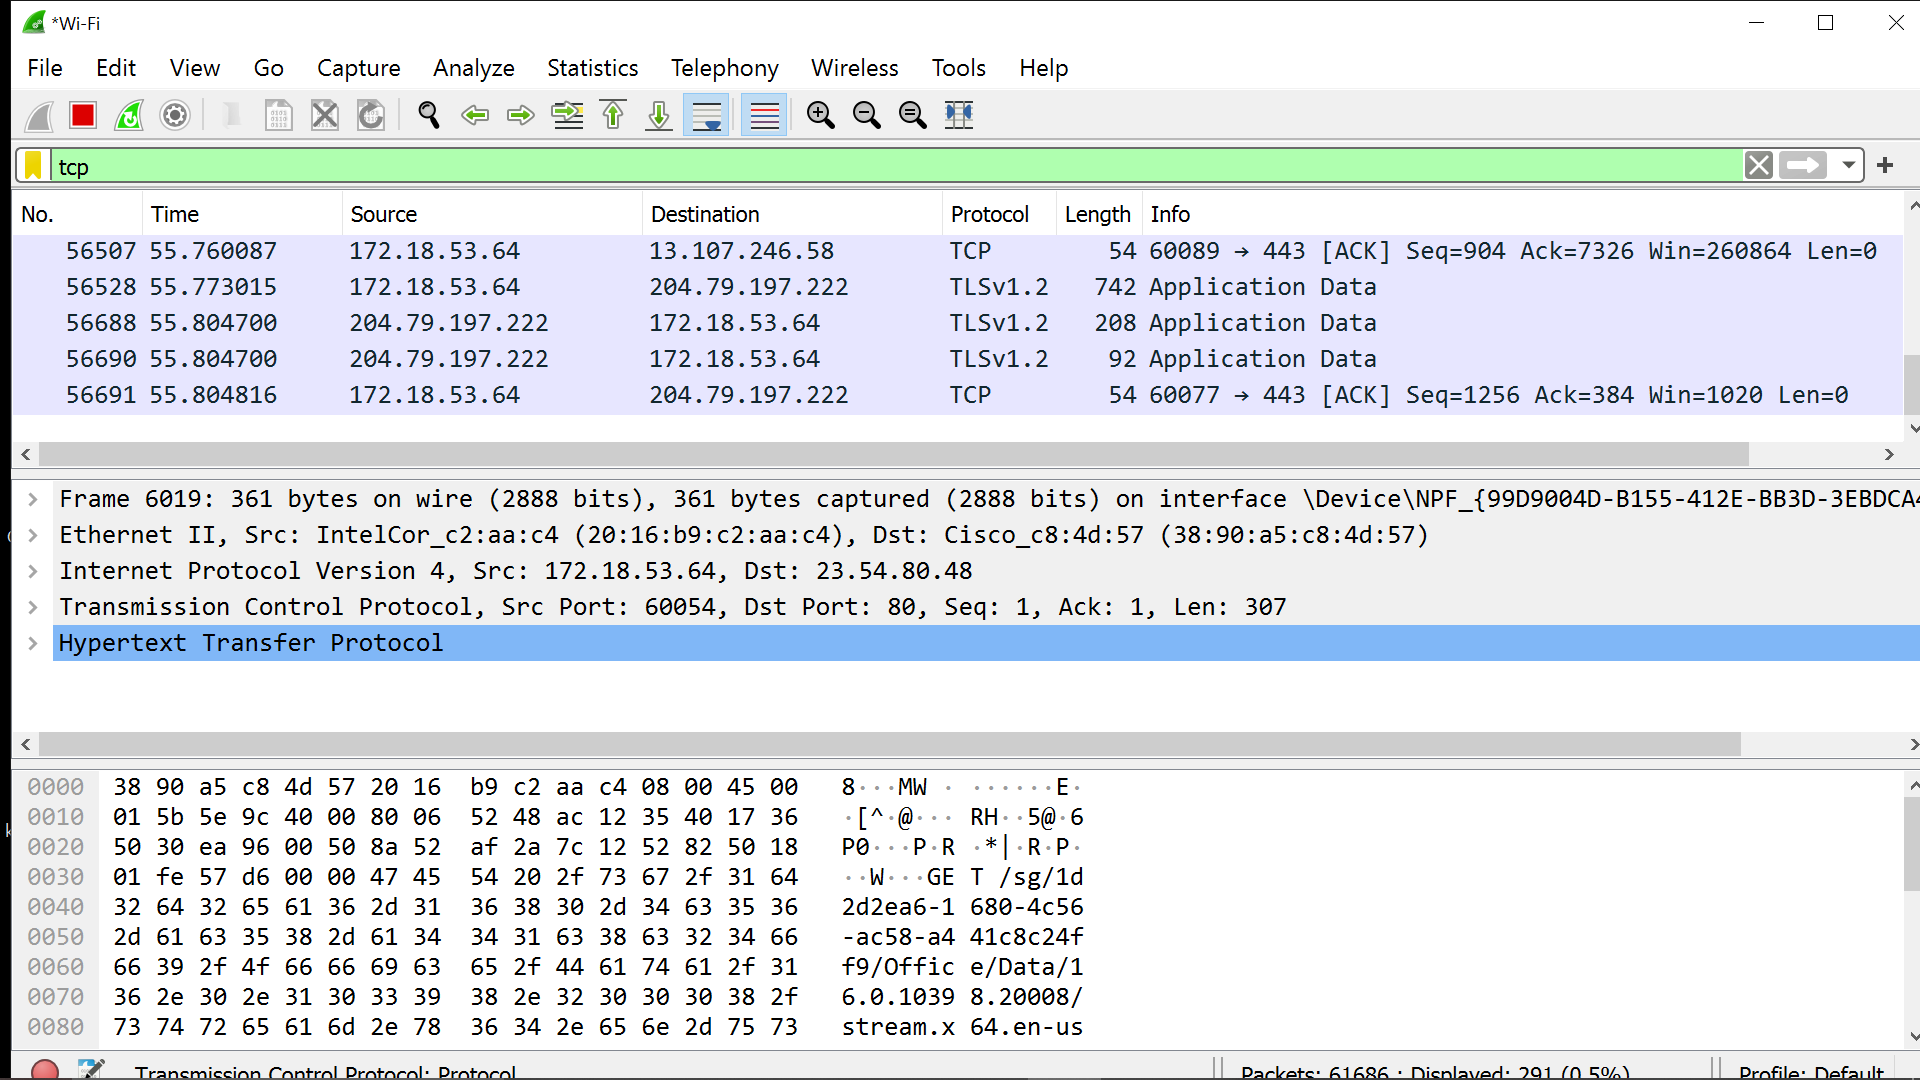 *Wi-Fi
File Edit View Go Capture Analyze Statistics Telephony Wireless Tools Help
tcp
No. Time Source Destination Protocol Length Info
56507 55.760087 172.18.53.64 13.107.246.58 TCP 54 60089 → 443 [ACK] Seq=904 Ack=7326 Win=260864 Len=0
56528 55.773015 172.18.53.64 204.79.197.222 TLSv1.2 742 Application Data
56688 55.804700 204.79.197.222 172.18.53.64 TLSv1.2 208 Application Data
56690 55.804700 204.79.197.222 172.18.53.64 TLSv1.2 92 Application Data
56691 55.804816 172.18.53.64 204.79.197.222 TCP 54 60077 → 443 [ACK] Seq=1256 Ack=384 Win=1020 Len=0
Frame 6019: 361 bytes on wire (2888 bits), 361 bytes captured (2888 bits) on interface \Device\NPF_{99D9004D-B155-412E-BB3D-3EBDCA4
Ethernet II, Src: IntelCor_c2:aa:c4 (20:16:b9:c2:aa:c4), Dst: Cisco_c8:4d:57 (38:90:a5:c8:4d:57)
Internet Protocol Version 4, Src: 172.18.53.64, Dst: 23.54.80.48
Transmission Control Protocol, Src Port: 60054, Dst Port: 80, Seq: 1, Ack: 1, Len: 307
Hypertext Transfer Protocol
0000 38 90 a5 c8 4d 57 20 16 b9 c2 aa c4 08 00 45 00 8···MW · ······E·
0010 01 5b 5e 9c 40 00 80 06 52 48 ac 12 35 40 17 36 ·[^·@··· RH··5@·6
0020 50 30 ea 96 00 50 8a 52 af 2a 7c 12 52 82 50 18 P0···P·R ·*|·R·P·
0030 01 fe 57 d6 00 00 47 45 54 20 2f 73 67 2f 31 64 ··W···GE T /sg/1d
0040 32 64 32 65 61 36 2d 31 36 38 30 2d 34 63 35 36 2d2ea6-1 680-4c56
0050 2d 61 63 35 38 2d 61 34 34 31 63 38 63 32 34 66 -ac58-a4 41c8c24f
0060 66 39 2f 4f 66 66 69 63 65 2f 44 61 74 61 2f 31 f9/Offic e/Data/1
0070 36 2e 30 2e 31 30 33 39 38 2e 32 30 30 30 38 2f 6.0.1039 8.20008/
0080 73 74 72 65 61 6d 2e 78 36 34 2e 65 6e 2d 75 73 stream.x 64.en-us
Transmission Control Protocol: Protocol Packets: 61686 · Displayed: 291 (0.5%) Profile: Default